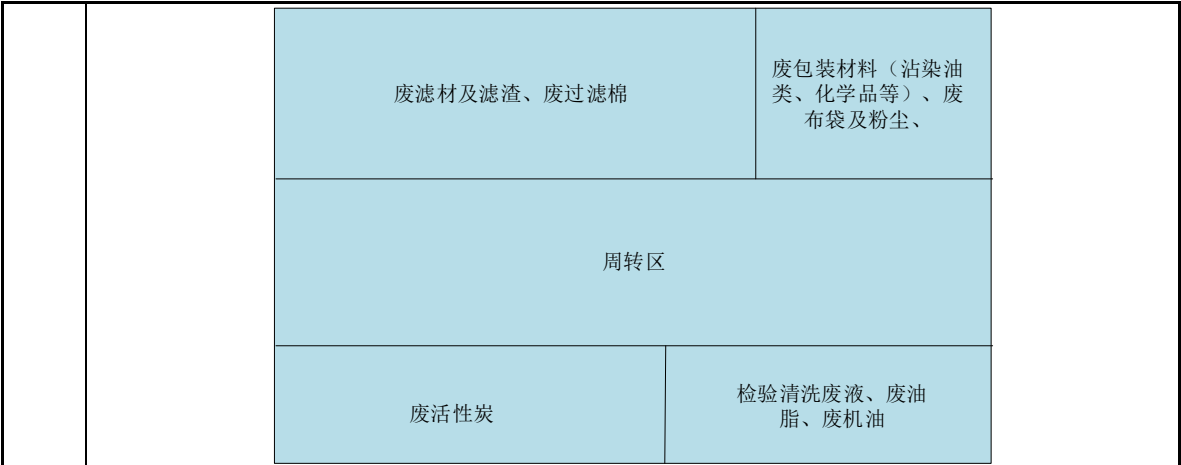 废滤材及滤渣、废过滤棉
废包装材料（沾染油
类、化学品等）、废
布袋及粉尘、
周转区
废活性炭
检验清洗废液、废油
脂、废机油